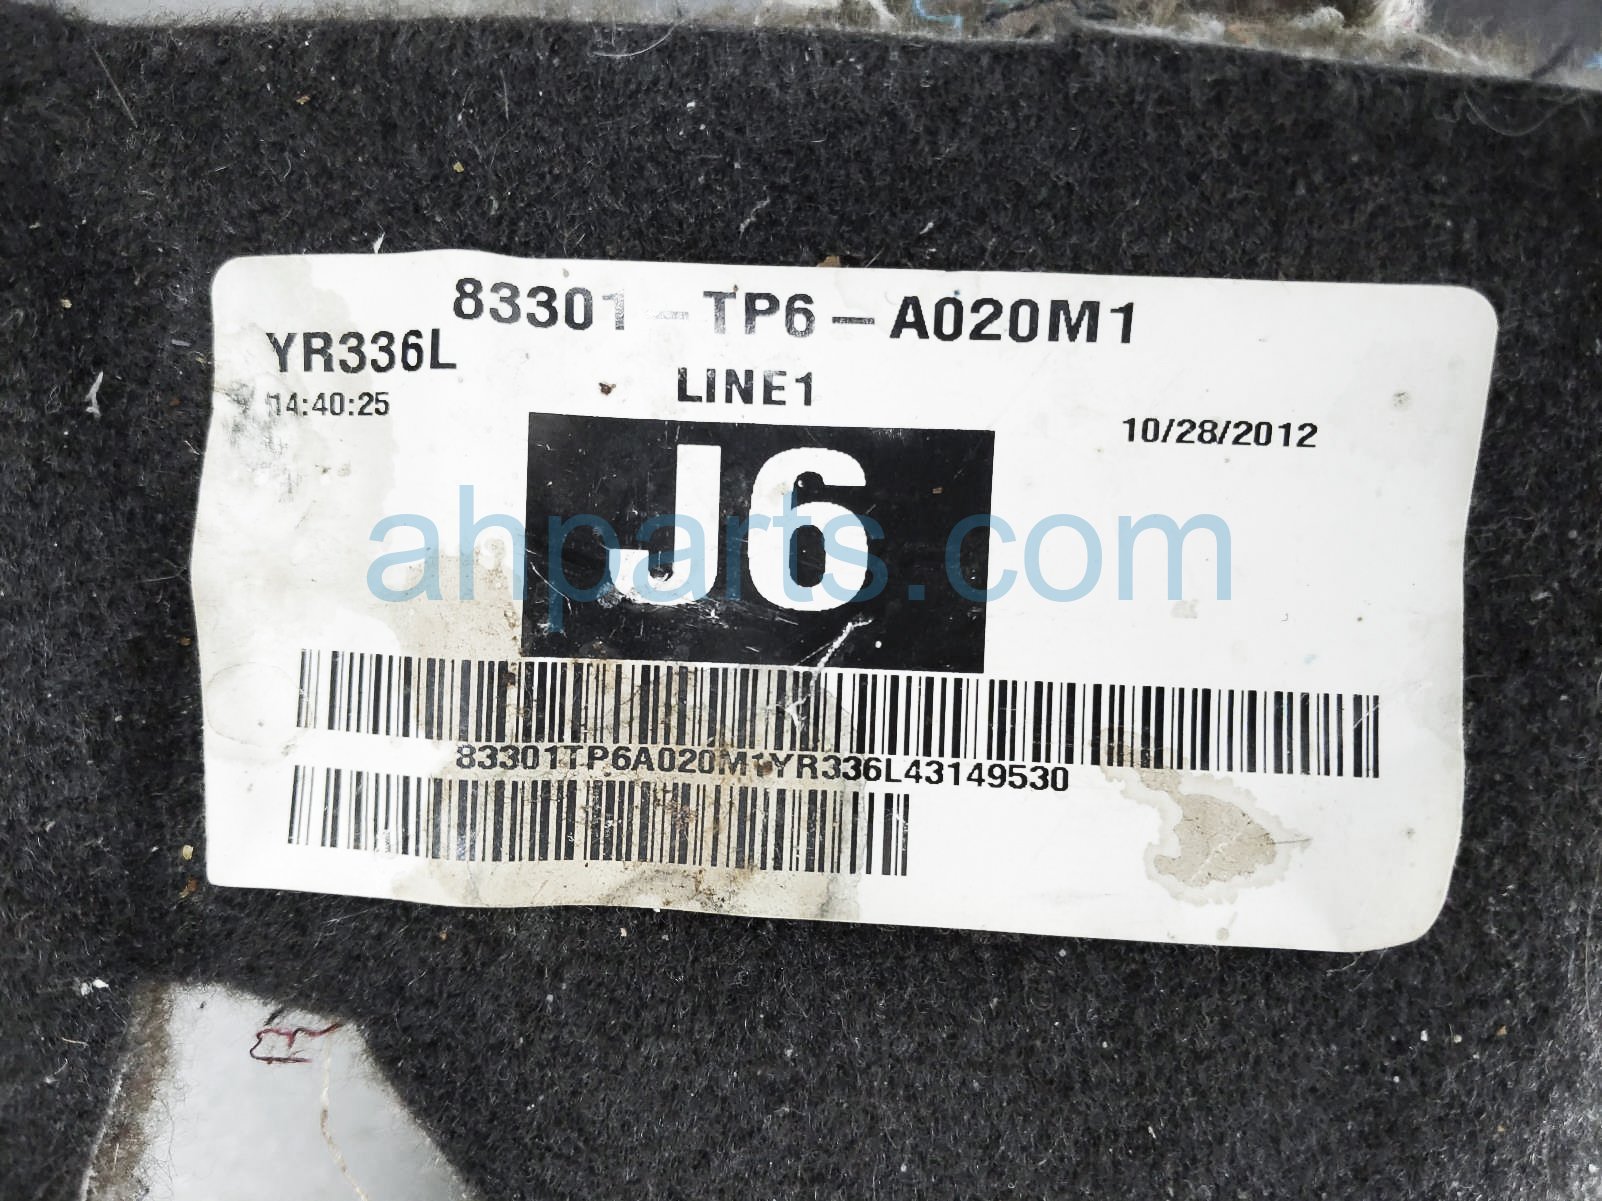 83301-TP6-A020M1
YR336L
LINE1
14:40:25
10/28/2012
J6
ahparts.com
83301TP6A020M1YR336L43149530